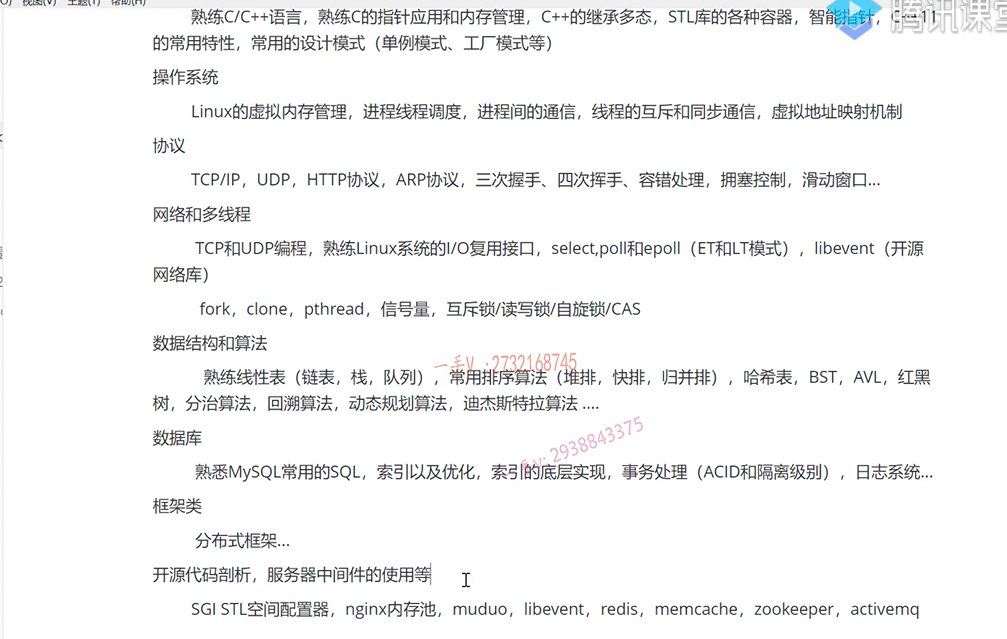 视图(V) 主题(T) 帮助(H)
腾讯课堂
熟练C/C++语言，熟练C的指针应用和内存管理，C++的继承多态，STL库的各种容器，智能指针，C++11
的常用特性，常用的设计模式（单例模式、工厂模式等）
操作系统
Linux的虚拟内存管理，进程线程调度，进程间的通信，线程的互斥和同步通信，虚拟地址映射机制
协议
TCP/IP，UDP，HTTP协议，ARP协议，三次握手、四次挥手、容错处理，拥塞控制，滑动窗口...
网络和多线程
TCP和UDP编程，熟练Linux系统的I/O复用接口，select,poll和epoll（ET和LT模式），libevent（开源
网络库）
fork，clone，pthread，信号量，互斥锁/读写锁/自旋锁/CAS
数据结构和算法
一手V :2732168745
熟练线性表（链表，栈，队列），常用排序算法（堆排，快排，归并排），哈希表，BST，AVL，红黑
树，分治算法，回溯算法，动态规划算法，迪杰斯特拉算法 ....
数据库
2938843375
熟悉MySQL常用的SQL，索引以及优化，索引的底层实现，事务处理（ACID和隔离级别），日志系统...
框架类
分布式框架...
开源代码剖析，服务器中间件的使用等
SGI STL空间配置器，nginx内存池，muduo，libevent，redis，memcache，zookeeper，activemq